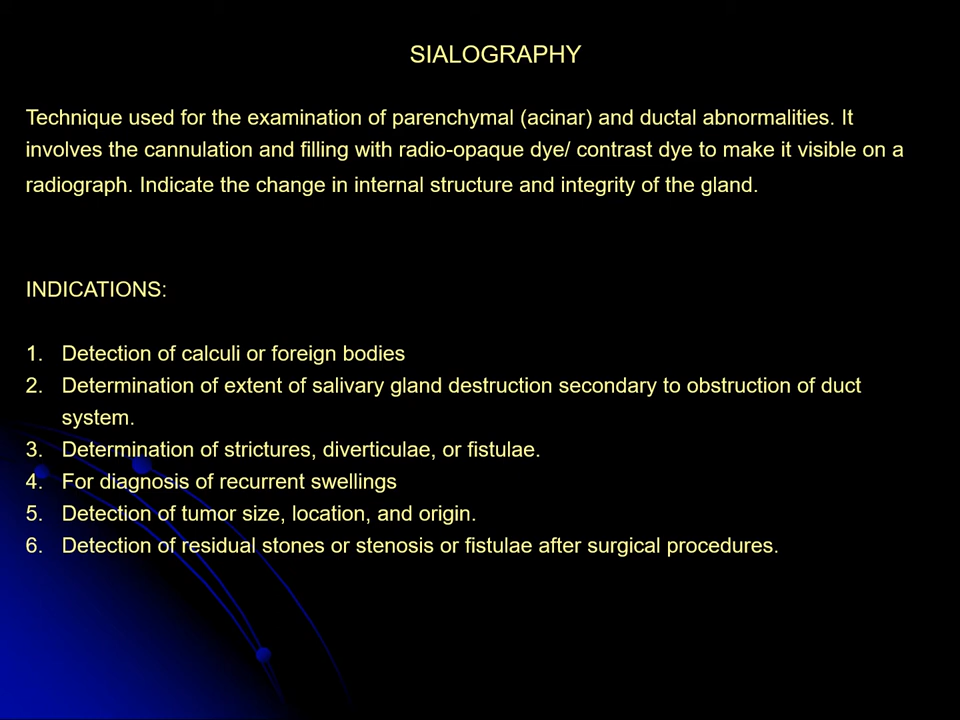 SIALOGRAPHY
Technique used for the examination of parenchymal (acinar) and ductal abnormalities. It
involves the cannulation and filling with radio-opaque dye/ contrast dye to make it visible on a
radiograph. Indicate the change in internal structure and integrity of the gland.
INDICATIONS:
1. Detection of calculi or foreign bodies
2. Determination of extent of salivary gland destruction secondary to obstruction of duct
system.
3. Determination of strictures, diverticulae, or fistulae.
4. For diagnosis of recurrent swellings
5. Detection of tumor size, location, and origin.
6. Detection of residual stones or stenosis or fistulae after surgical procedures.